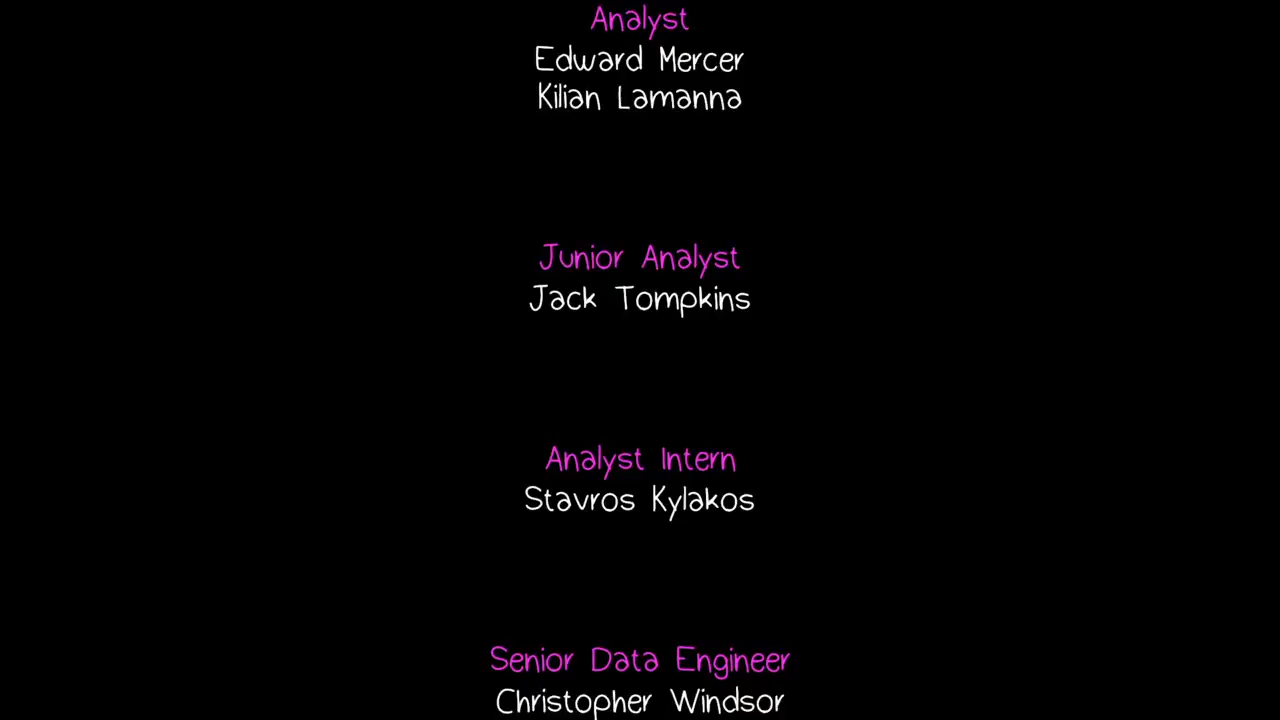 Analyst
Edward Mercer
Kilian Lamanna
Junior Analyst
Jack Tompkins
Analyst Intern
Stavros Kylakos
Senior Data Engineer
Christopher Windsor